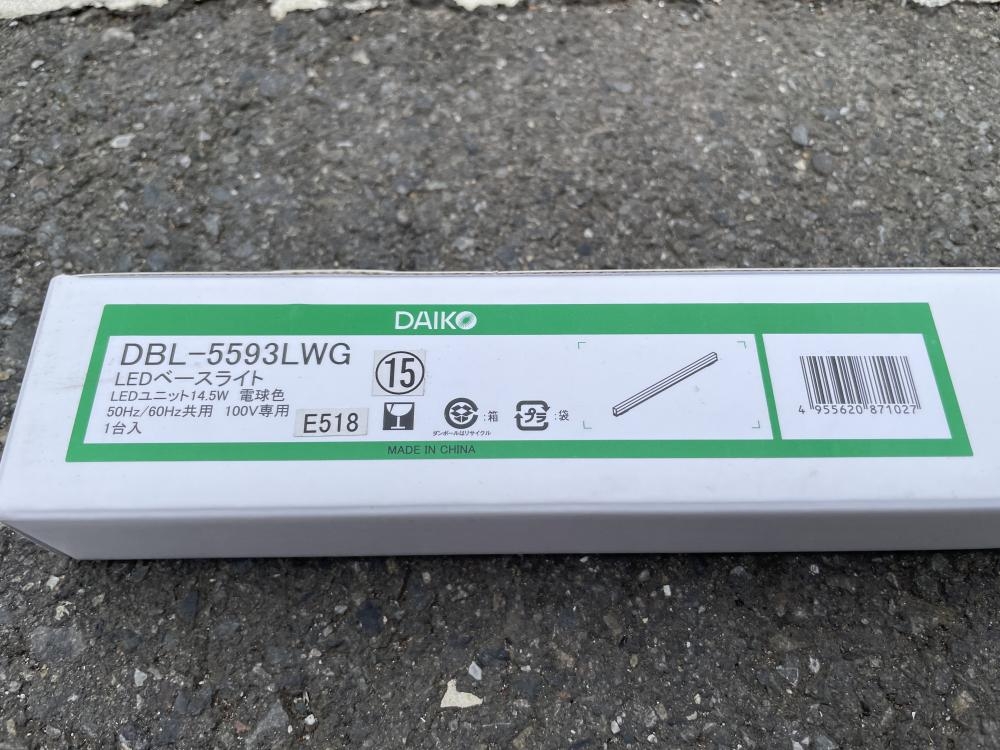 DAIKO
DBL-5593LWG
LEDベースライト
LEDユニット14.5W 電球色
50Hz/60Hz共用 100V専用
1台入
15
E518
:箱
ダンボールはリサイクル
プラ
:袋
MADE IN CHINA
4 955620 871027